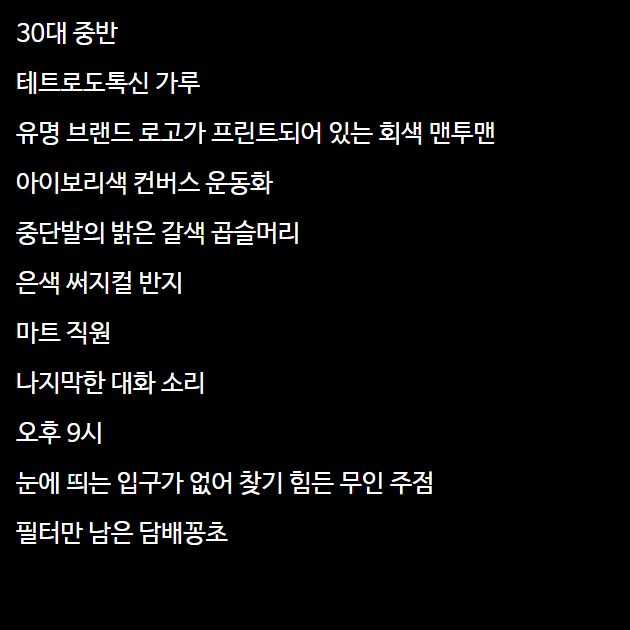 30대 중반
테트로도톡신 가루
유명 브랜드 로고가 프린트되어 있는 회색 맨투맨
아이보리색 컨버스 운동화
중단발의 밝은 갈색 곱슬머리
은색 써지컬 반지
마트 직원
나지막한 대화 소리
오후 9시
눈에 띄는 입구가 없어 찾기 힘든 무인 주점
필터만 남은 담배꽁초